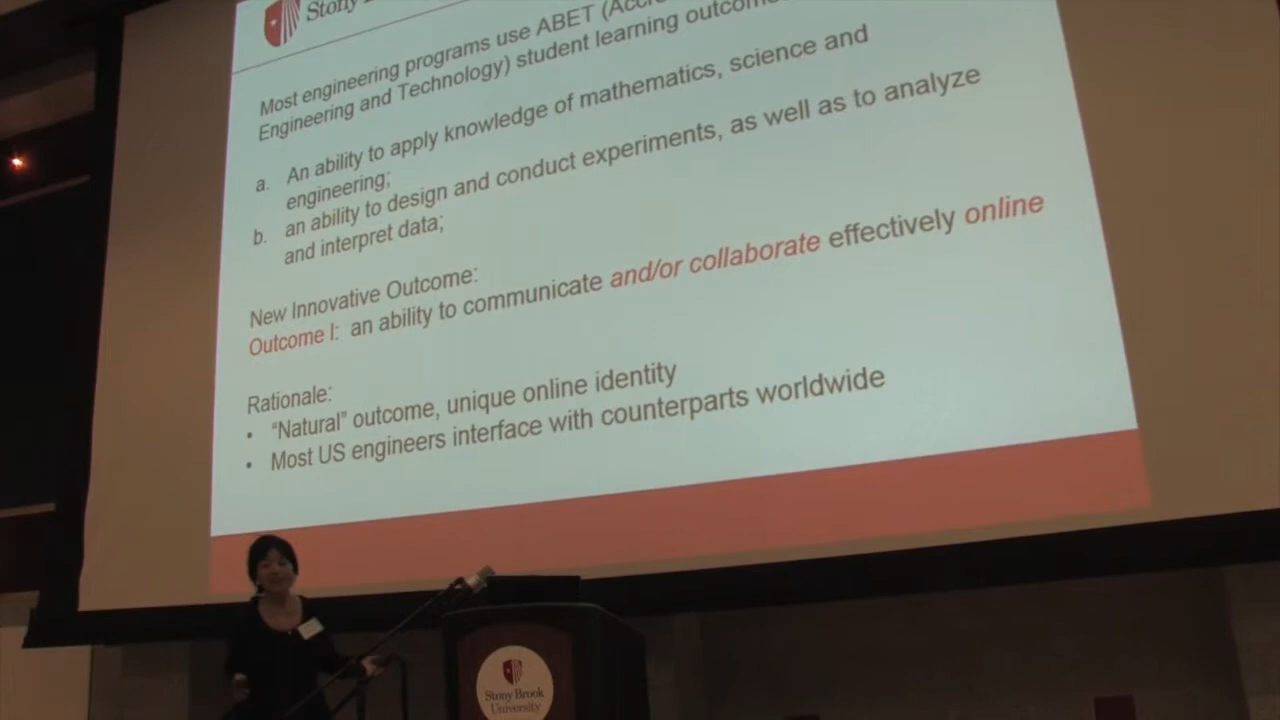 Stony
Most engineering programs use ABET
Engineering and Technology) student learning
a. An ability to apply knowledge of mathematics, science and
engineering;
b. an ability to design and conduct experiments, as well as to analyze
and interpret data;
New Innovative Outcome:
Outcome I: an ability to communicate and/or collaborate effectively online
Rationale:
• “Natural” outcome, unique online identity
• Most US engineers interface with counterparts worldwide
Stony Brook
University